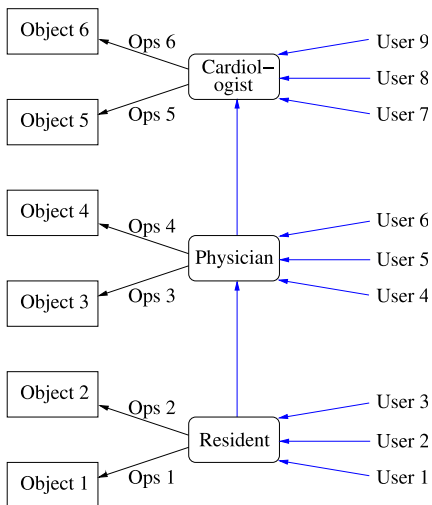 Object 6
Ops 6
User 9
Cardiol-
ogist
User 8
Object 5
Ops 5
User 7
Object 4
Ops 4
User 6
Physician
User 5
Object 3
Ops 3
User 4
Object 2
Ops 2
User 3
Resident
User 2
Object 1
Ops 1
User 1